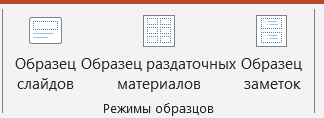 Образец слайдов
Образец раздаточных материалов
Образец заметок
Режимы образцов